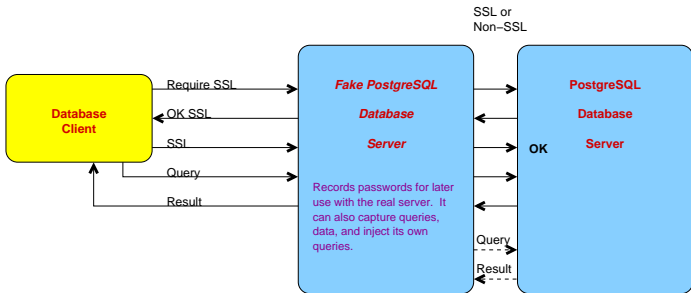 SSL or
Non−SSL
Require SSL
OK SSL
SSL
Query
Result
Database
Client
Fake PostgreSQL
Database
Server
Records passwords for later
use with the real server.  It
can also capture queries,
data, and inject its own
queries.
PostgreSQL
Database
Server
OK
Query
Result